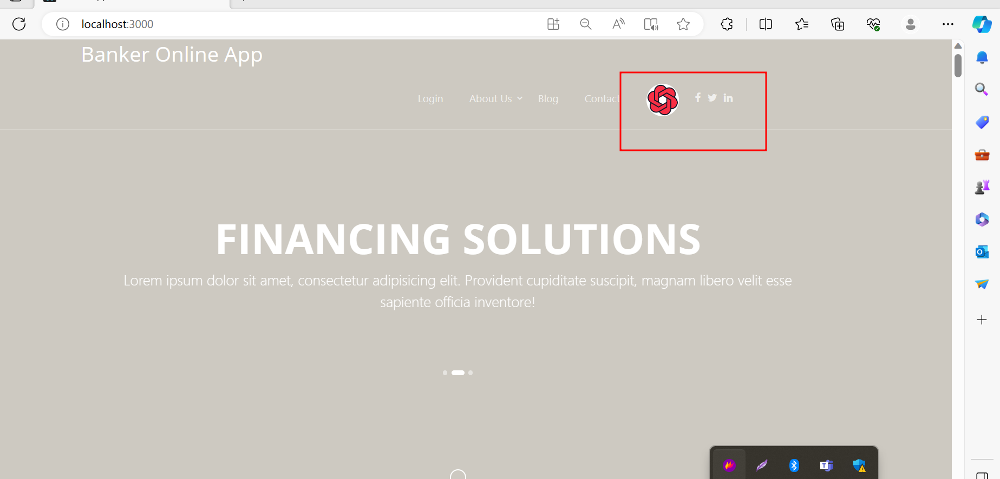 localhost:3000
Banker Online App
Login About Us Blog Contact
FINANCING SOLUTIONS
Lorem ipsum dolor sit amet, consectetur adipisicing elit. Provident cupiditate suscipit, magnam libero velit esse
sapiente officia inventore!